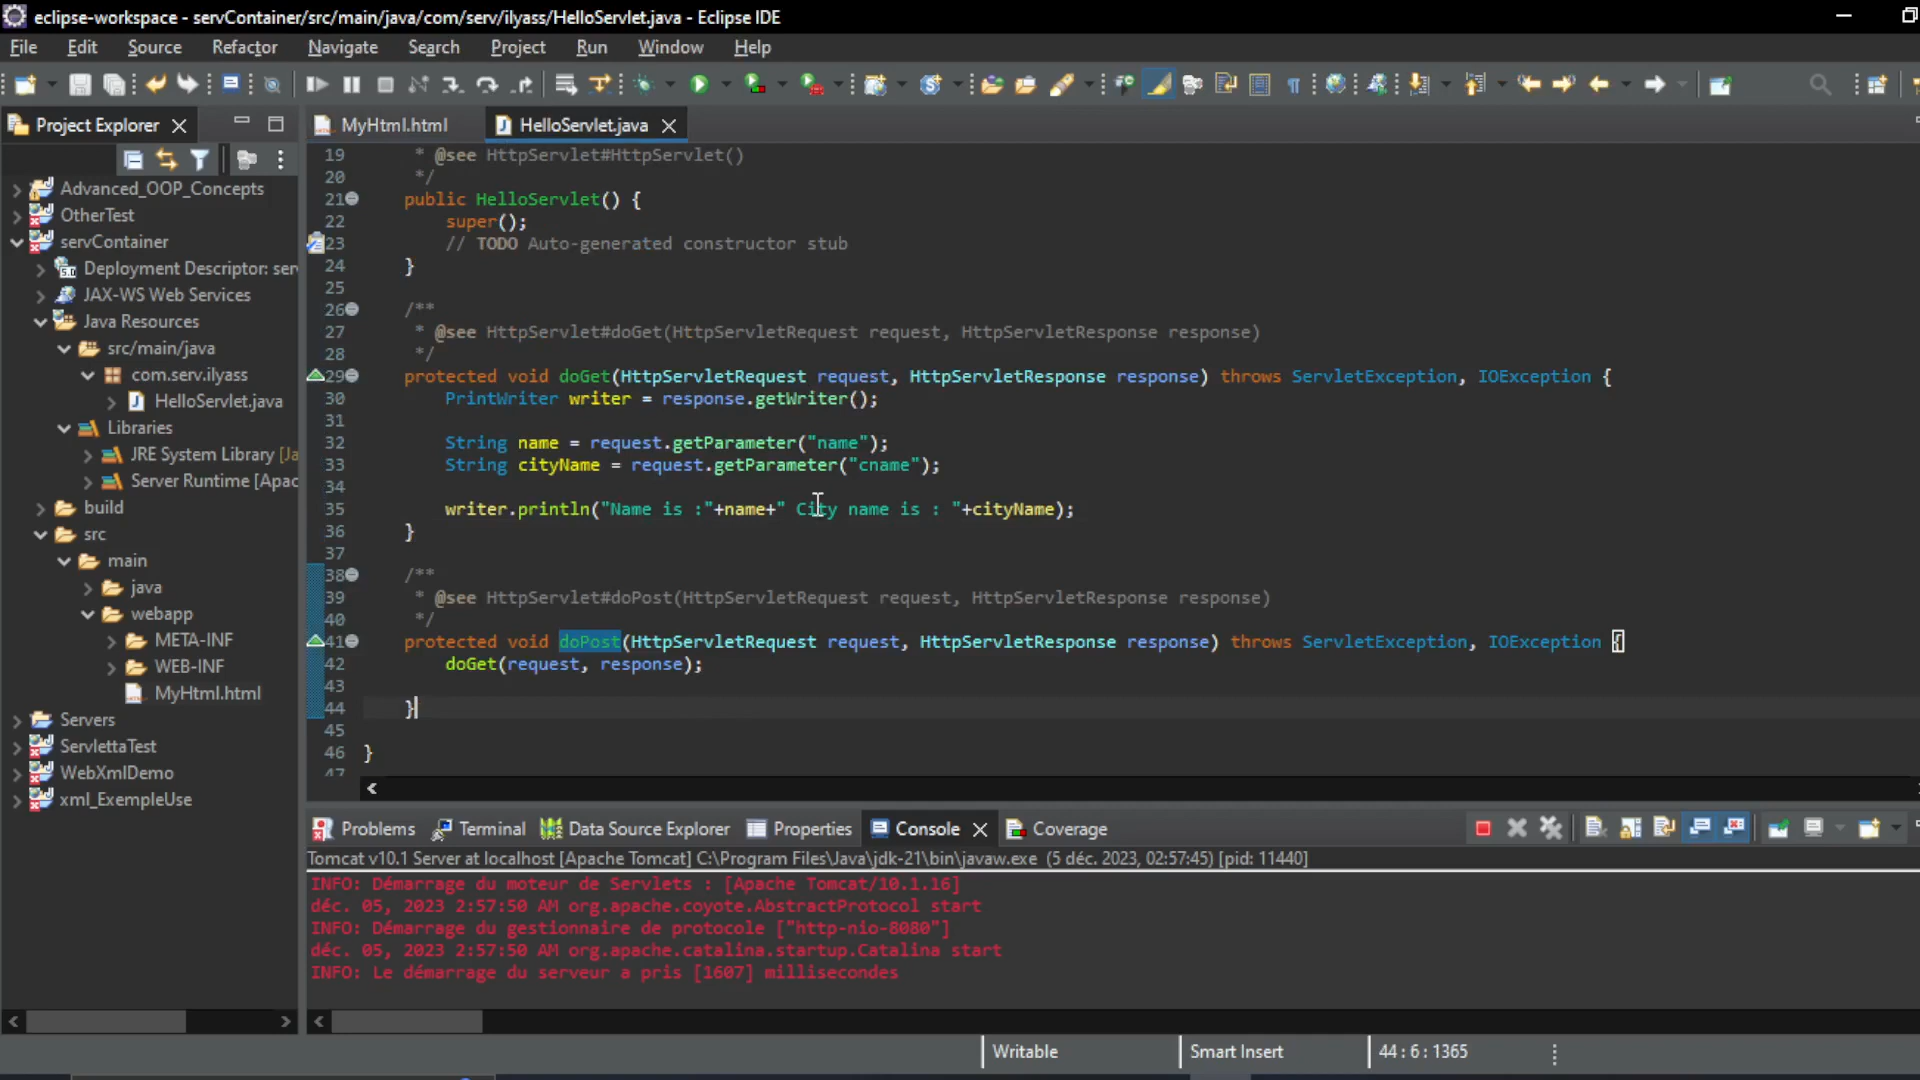 eclipse-workspace - servContainer/src/main/java/com/serv/ilyass/HelloServlet.java - Eclipse IDE
File Edit Source Refactor Navigate Search Project Run Window Help
Project Explorer
Advanced_OOP_Concepts
OtherTest
servContainer
Deployment Descriptor: ser
JAX-WS Web Services
Java Resources
src/main/java
com.serv.ilyass
HelloServlet.java
Libraries
JRE System Library [Ja
Server Runtime [Apac
build
src
main
java
webapp
META-INF
WEB-INF
MyHtml.html
Servers
ServlettaTest
WebXmlDemo
xml_ExempleUse
MyHtml.html HelloServlet.java
19 * @see HttpServlet#HttpServlet()
20 */
21 public HelloServlet() {
22 super();
23 // TODO Auto-generated constructor stub
24 }
25
26 /**
27 * @see HttpServlet#doGet(HttpServletRequest request, HttpServletResponse response)
28 */
29 protected void doGet(HttpServletRequest request, HttpServletResponse response) throws ServletException, IOException {
30 PrintWriter writer = response.getWriter();
31
32 String name = request.getParameter("name");
33 String cityName = request.getParameter("cname");
34
35 writer.println("Name is :"+name+" City name is : "+cityName);
36 }
37
38 /**
39 * @see HttpServlet#doPost(HttpServletRequest request, HttpServletResponse response)
40 */
41 protected void doPost(HttpServletRequest request, HttpServletResponse response) throws ServletException, IOException {
42 doGet(request, response);
43
44 }
45
46 }
47
Problems Terminal Data Source Explorer Properties Console Coverage
Tomcat v10.1 Server at localhost [Apache Tomcat] C:\Program Files\Java\jdk-21\bin\javaw.exe (5 déc. 2023, 02:57:45) [pid: 11440]
INFO: Démarrage du moteur de Servlets : [Apache Tomcat/10.1.16]
déc. 05, 2023 2:57:50 AM org.apache.coyote.AbstractProtocol start
INFO: Démarrage du gestionnaire de protocole ["http-nio-8080"]
déc. 05, 2023 2:57:50 AM org.apache.catalina.startup.Catalina start
INFO: Le démarrage du serveur a pris [1607] millisecondes
Writable Smart Insert 44 : 6 : 1365